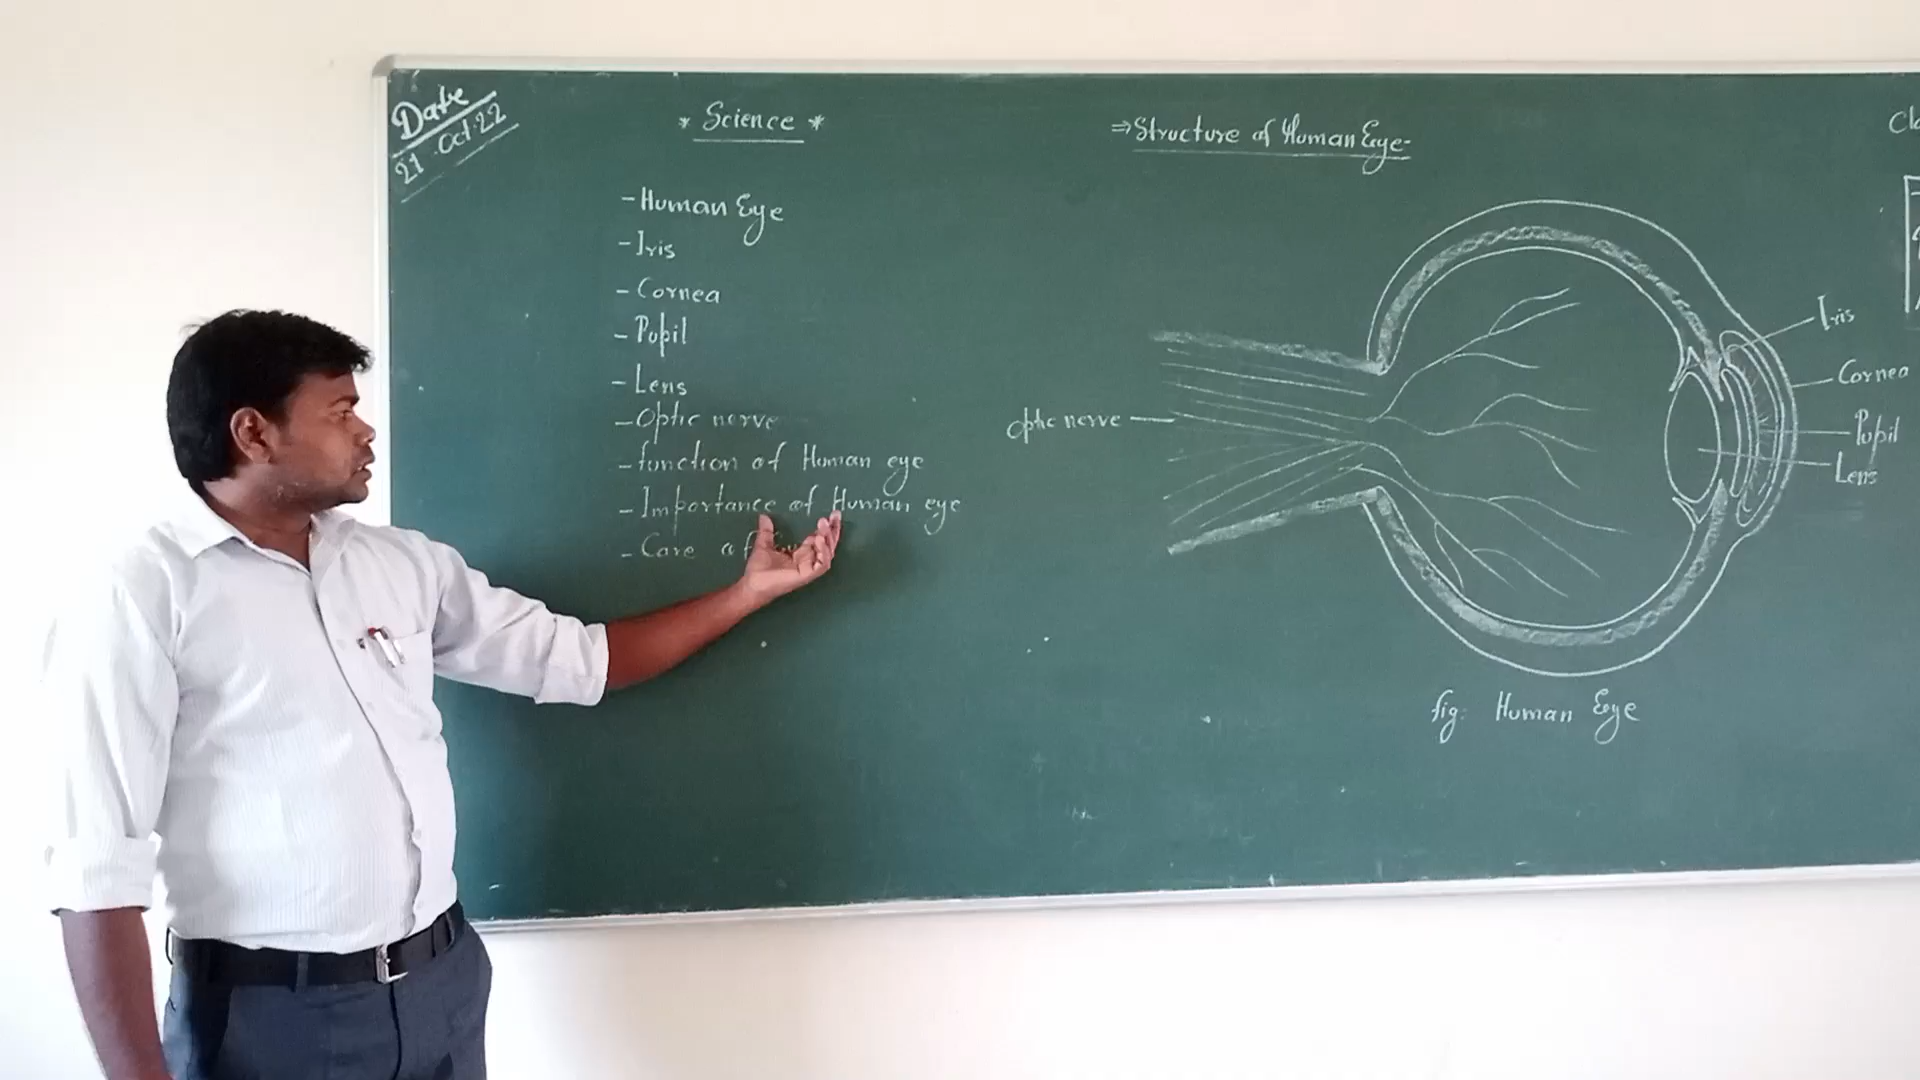 Date
21 Oct. 22
* Science *
- Human Eye
- Iris
- Cornea
- Pupil
- Lens
- Optic nerve
- function of Human eye
- Importance of Human eye
- Care of
⇒ Structure of Human Eye-
Iris
Cornea
Pupil
Lens
optic nerve
fig: Human Eye